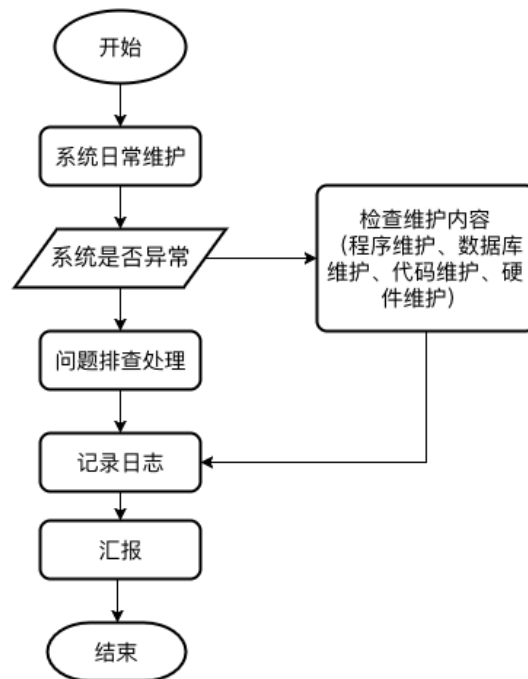 开始
系统日常维护
系统是否异常
检查维护内容
（程序维护、数据库
维护、代码维护、硬
件维护）
问题排查处理
记录日志
汇报
结束